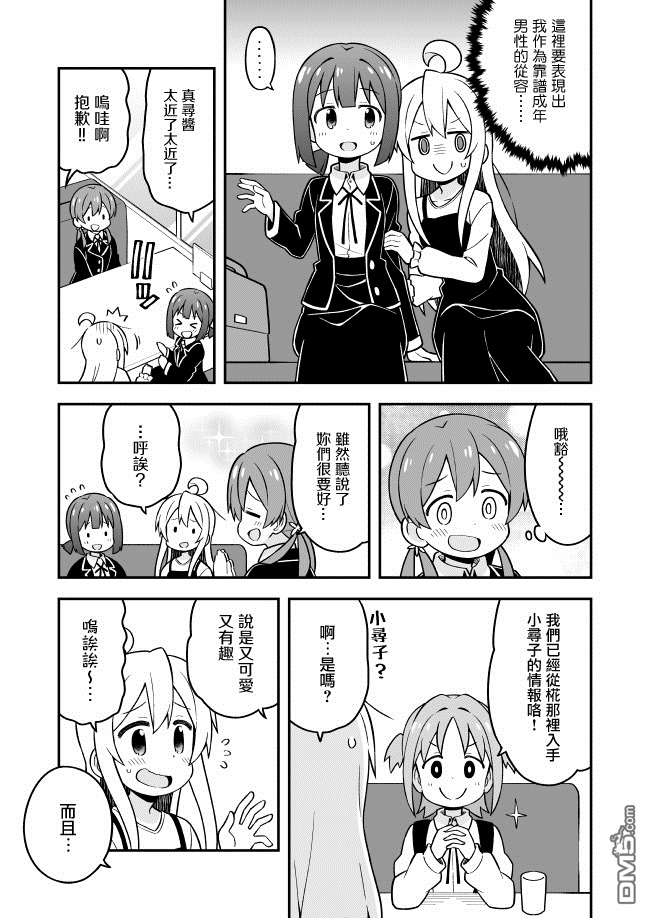 這裡要表現出
我作為靠譜成年
男性的從容……
……
真尋醬
太近了太近了…
嗚哇啊
抱歉!!
哦豁~~~~…
雖然聽說了
妳們很要好…
…呼誒？
我們已經從椛那裡入手
小尋子的情報咯！
小尋子？
啊…是嗎？
說是又可愛
又有趣
嗚誒誒~…
而且…
DM5.com